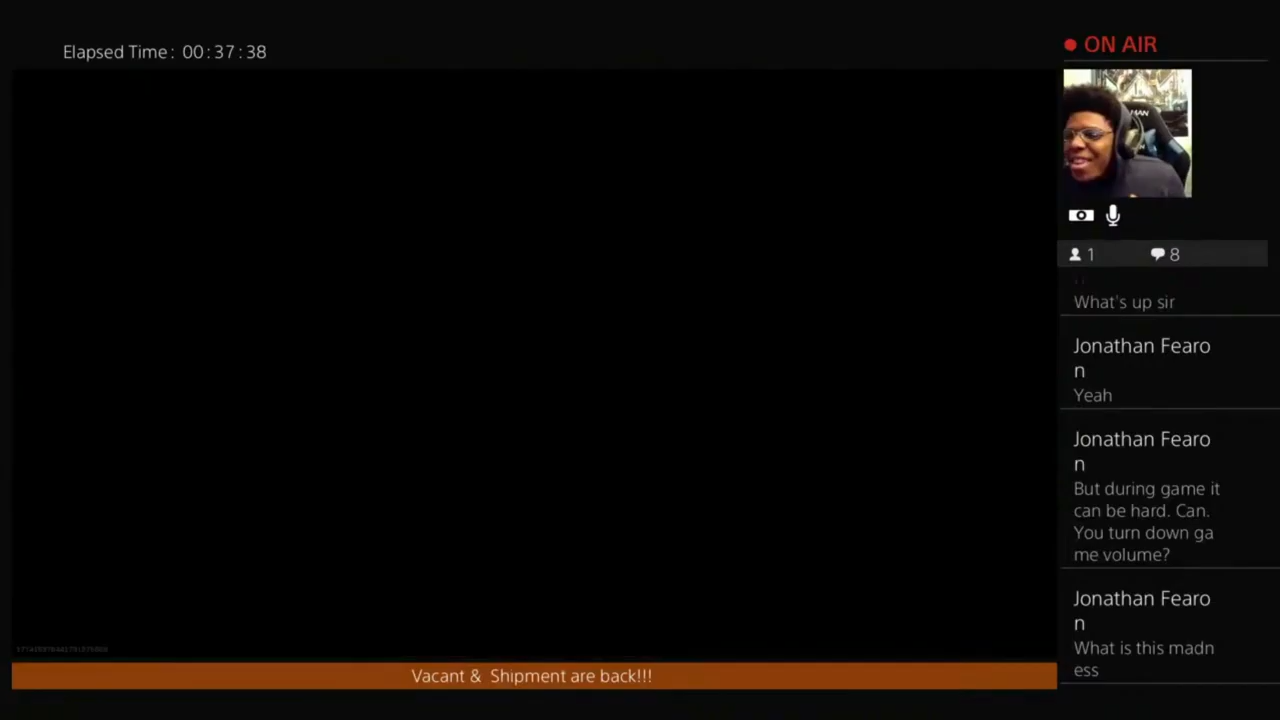 Elapsed Time: 00:37:38
ON AIR
1
8
What's up sir
Jonathan Fearo
n
Yeah
Jonathan Fearo
n
But during game it
can be hard. Can.
You turn down ga
me volume?
Jonathan Fearo
n
What is this madn
ess
Vacant & Shipment are back!!!